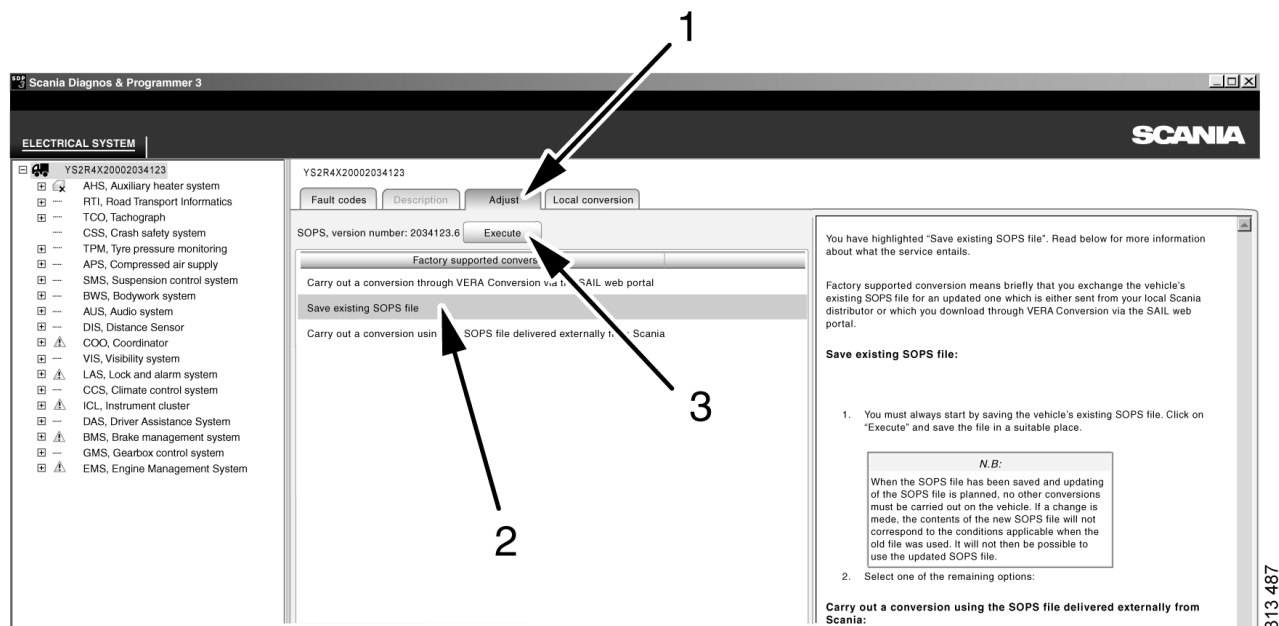 1
SDP
3
Scania Diagnos & Programmer 3
ELECTRICAL SYSTEM
SCANIA
YS2R4X20002034123
AHS, Auxiliary heater system
RTI, Road Transport Informatics
TCO, Tachograph
CSS, Crash safety system
TPM, Tyre pressure monitoring
APS, Compressed air supply
SMS, Suspension control system
BWS, Bodywork system
AUS, Audio system
DIS, Distance Sensor
COO, Coordinator
VIS, Visibility system
LAS, Lock and alarm system
CCS, Climate control system
ICL, Instrument cluster
DAS, Driver Assistance System
BMS, Brake management system
GMS, Gearbox control system
EMS, Engine Management System
YS2R4X20002034123
Fault codes
Description
Adjust
Local conversion
SOPS, version number: 2034123.6
Execute
Factory supported convers
Carry out a conversion through VERA Conversion via the SAIL web portal
Save existing SOPS file
Carry out a conversion usin SOPS file delivered externally Scania
3
2
You have highlighted “Save existing SOPS file”. Read below for more information
about what the service entails.
Factory supported conversion means briefly that you exchange the vehicle’s
existing SOPS file for an updated one which is either sent from your local Scania
distributor or which you download through VERA Conversion via the SAIL web
portal.
Save existing SOPS file:
1. You must always start by saving the vehicle’s existing SOPS file. Click on
“Execute” and save the file in a suitable place.
N.B:
When the SOPS file has been saved and updating
of the SOPS file is planned, no other conversions
must be carried out on the vehicle. If a change is
mede, the contents of the new SOPS file will not
correspond to the conditions applicable when the
old file was used. It will not then be possible to
use the updated SOPS file.
2. Select one of the remaining options:
Carry out a conversion using the SOPS file delivered externally from
Scania:
313 487